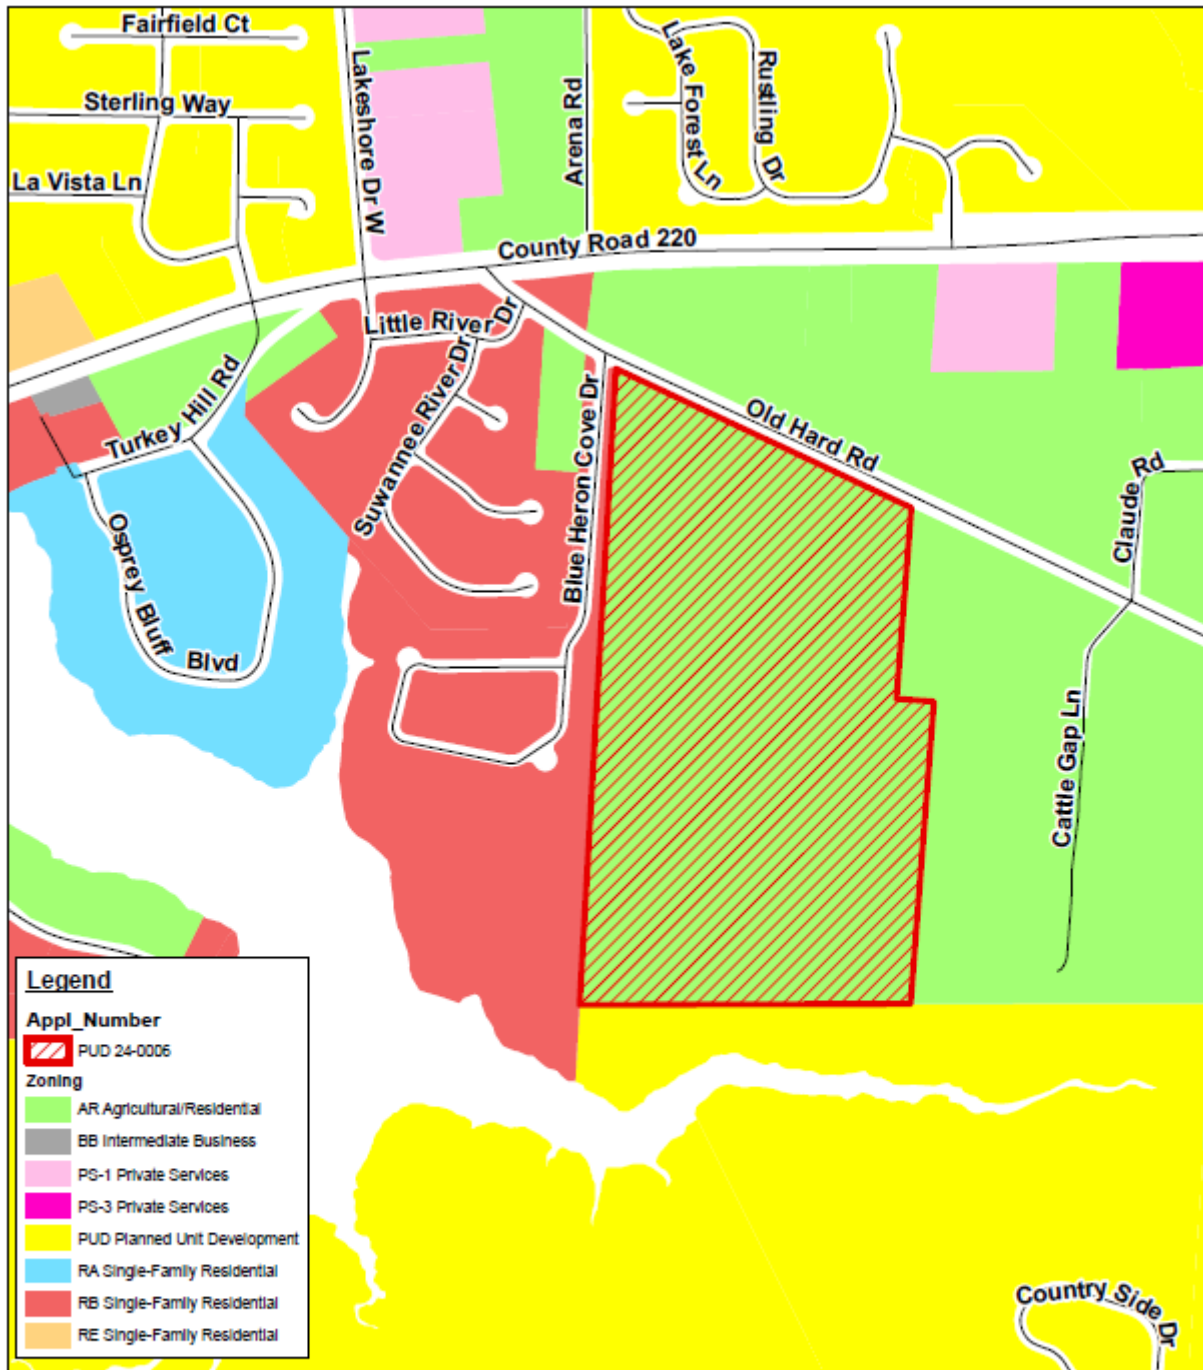 Fairfield Ct
Sterling Way
La Vista Ln
Lakeshore Dr W
Arena Rd
Lake Forest Ln
Rustling Dr
County Road 220
Little River Dr
Turkey Hill Rd
Suwannee River Dr
Blue Heron Cove Dr
Old Hard Rd
Claude Rd
Osprey Bluff Blvd
Cattle Gap Ln
Country Side Dr
Legend
Appl_Number
PUD 24-0006
Zoning
AR Agricultural/Residential
BB Intermediate Business
PS-1 Private Services
PS-3 Private Services
PUD Planned Unit Development
RA Single-Family Residential
RB Single-Family Residential
RE Single-Family Residential